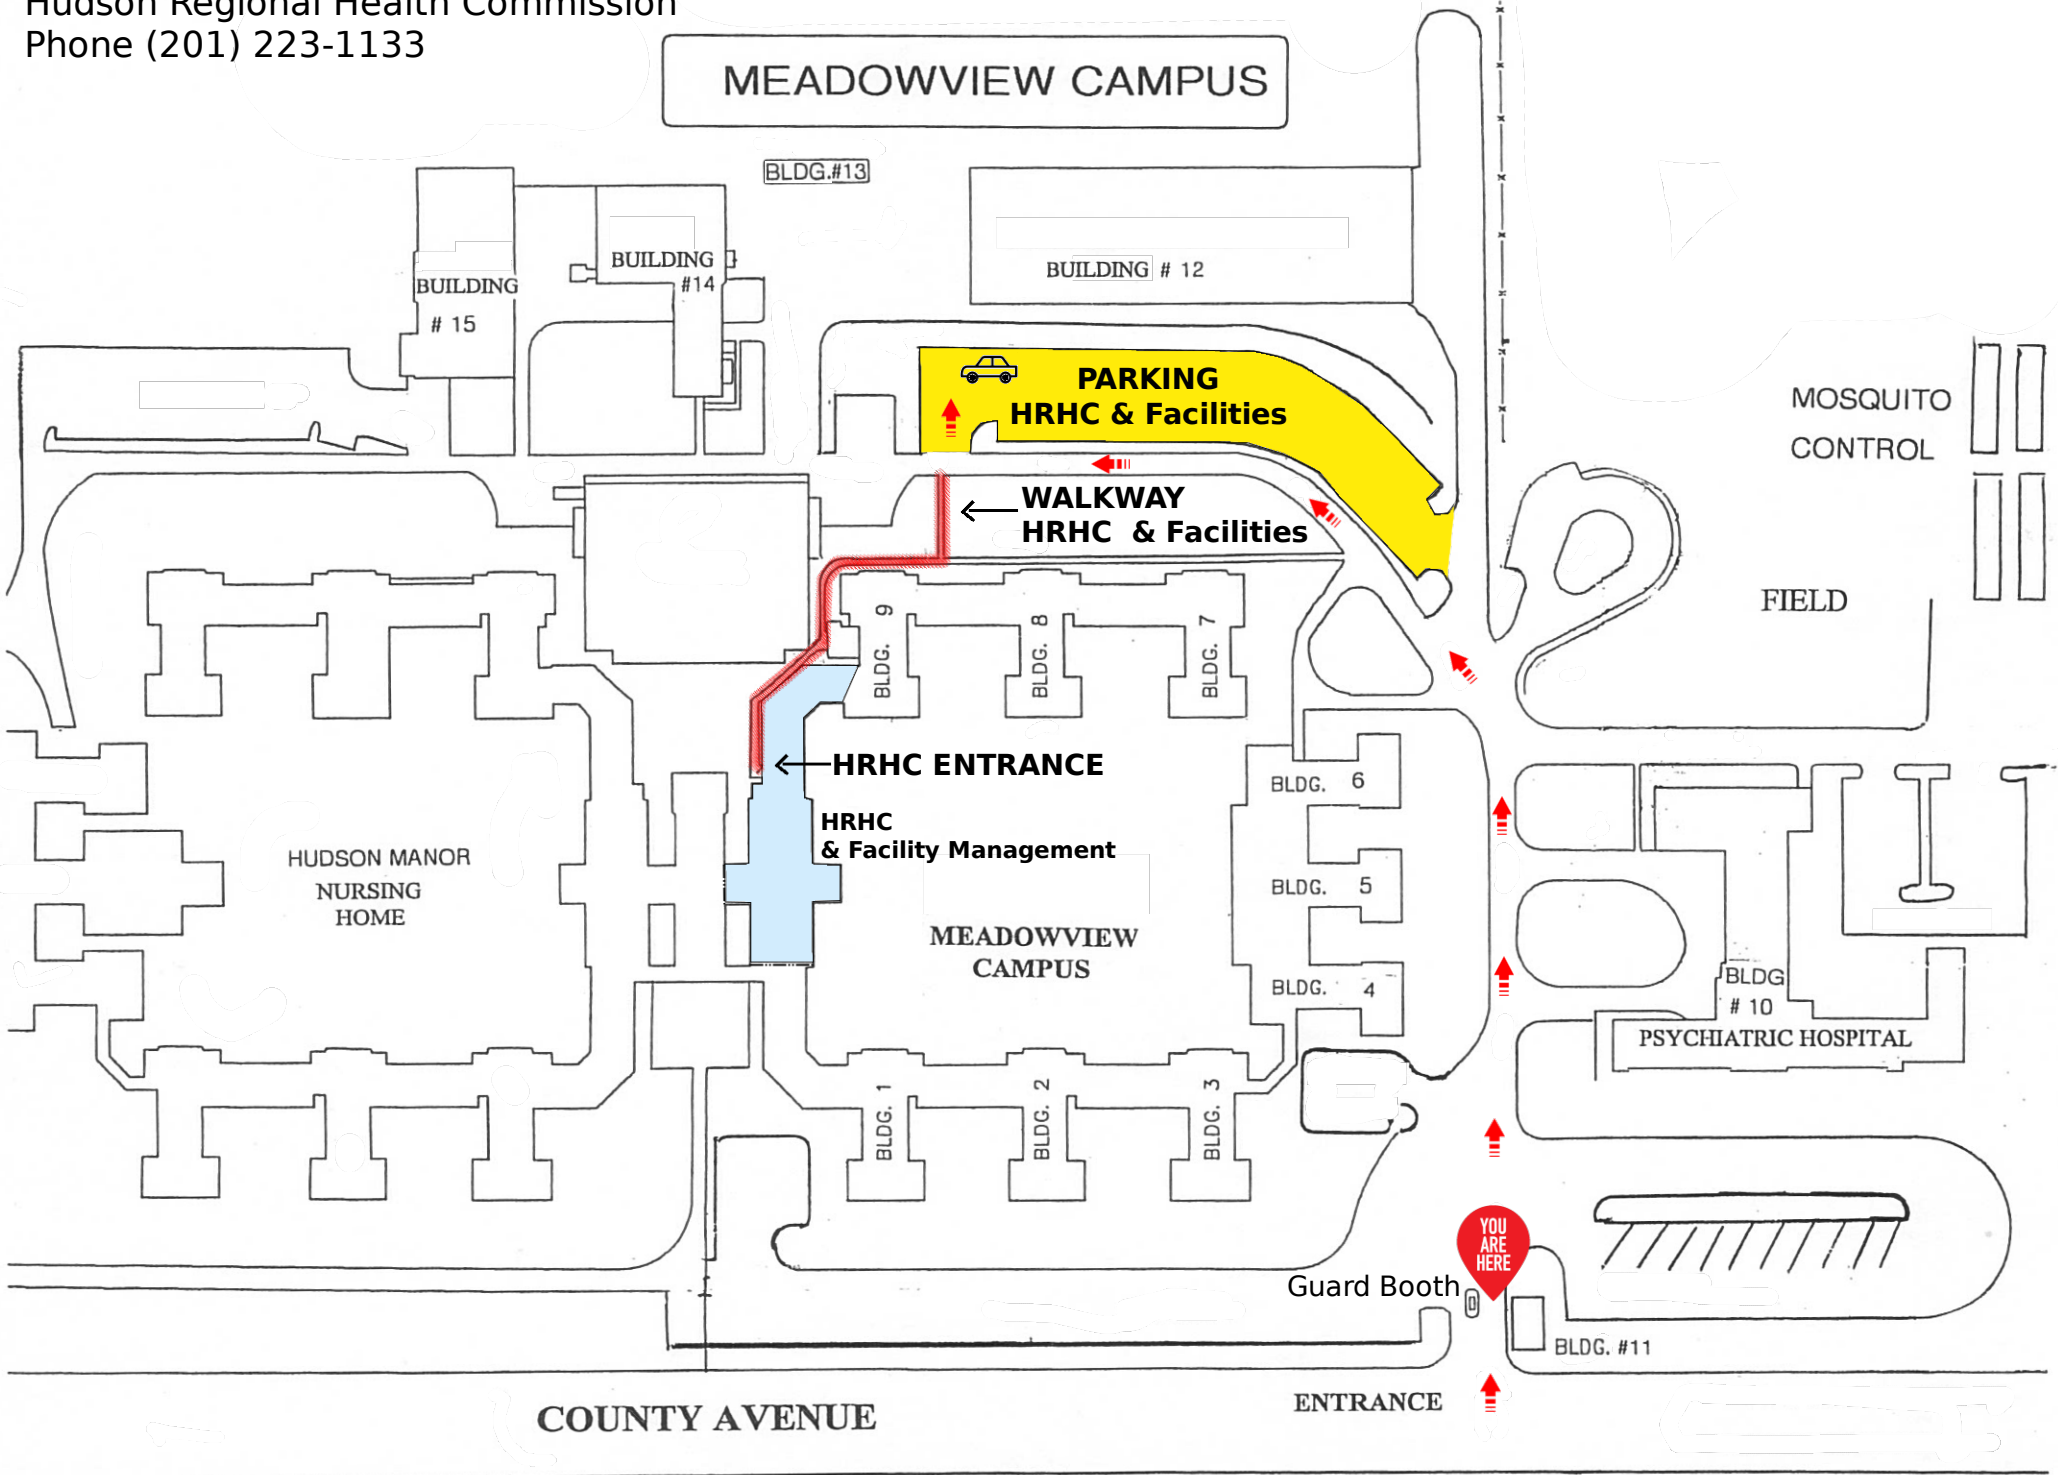 Hudson Regional Health Commission
Phone (201) 223-1133
MEADOWVIEW CAMPUS
BLDG.#13
BUILDING
#14
BUILDING
# 15
BUILDING # 12
PARKING
HRHC & Facilities
MOSQUITO
CONTROL
WALKWAY
HRHC & Facilities
FIELD
BLDG. 9
BLDG. 8
BLDG. 7
HRHC ENTRANCE
BLDG. 6
HRHC
& Facility Management
HUDSON MANOR
NURSING
HOME
BLDG. 5
MEADOWVIEW
CAMPUS
BLDG. 4
BLDG
# 10
PSYCHIATRIC HOSPITAL
BLDG. 1
BLDG. 2
BLDG. 3
YOU
ARE
HERE
Guard Booth
BLDG. #11
ENTRANCE
COUNTY AVENUE